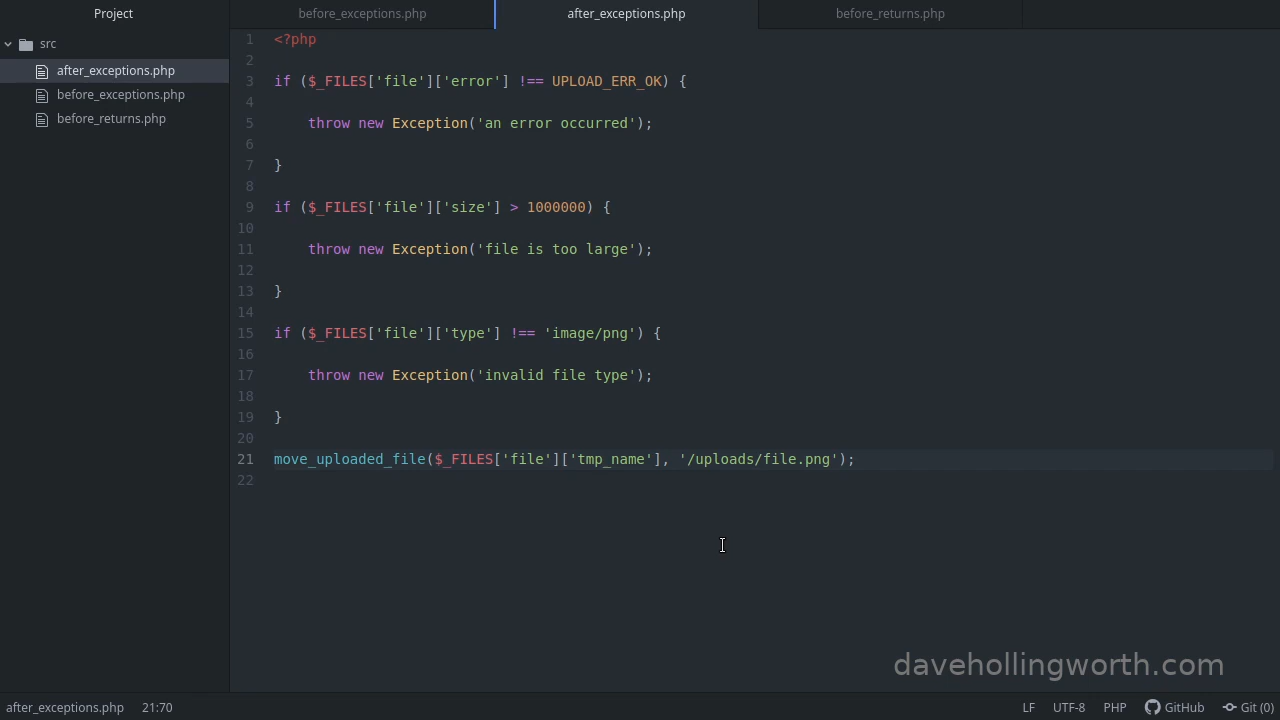 Project
before_exceptions.php
after_exceptions.php
before_returns.php
src
after_exceptions.php
before_exceptions.php
before_returns.php
1 <?php
2
3 if ($_FILES['file']['error'] !== UPLOAD_ERR_OK) {
4
5     throw new Exception('an error occurred');
6
7 }
8
9 if ($_FILES['file']['size'] > 1000000) {
10
11     throw new Exception('file is too large');
12
13 }
14
15 if ($_FILES['file']['type'] !== 'image/png') {
16
17     throw new Exception('invalid file type');
18
19 }
20
21 move_uploaded_file($_FILES['file']['tmp_name'], '/uploads/file.png');
22
davehollingworth.com
after_exceptions.php 21:70 LF UTF-8 PHP GitHub Git (0)